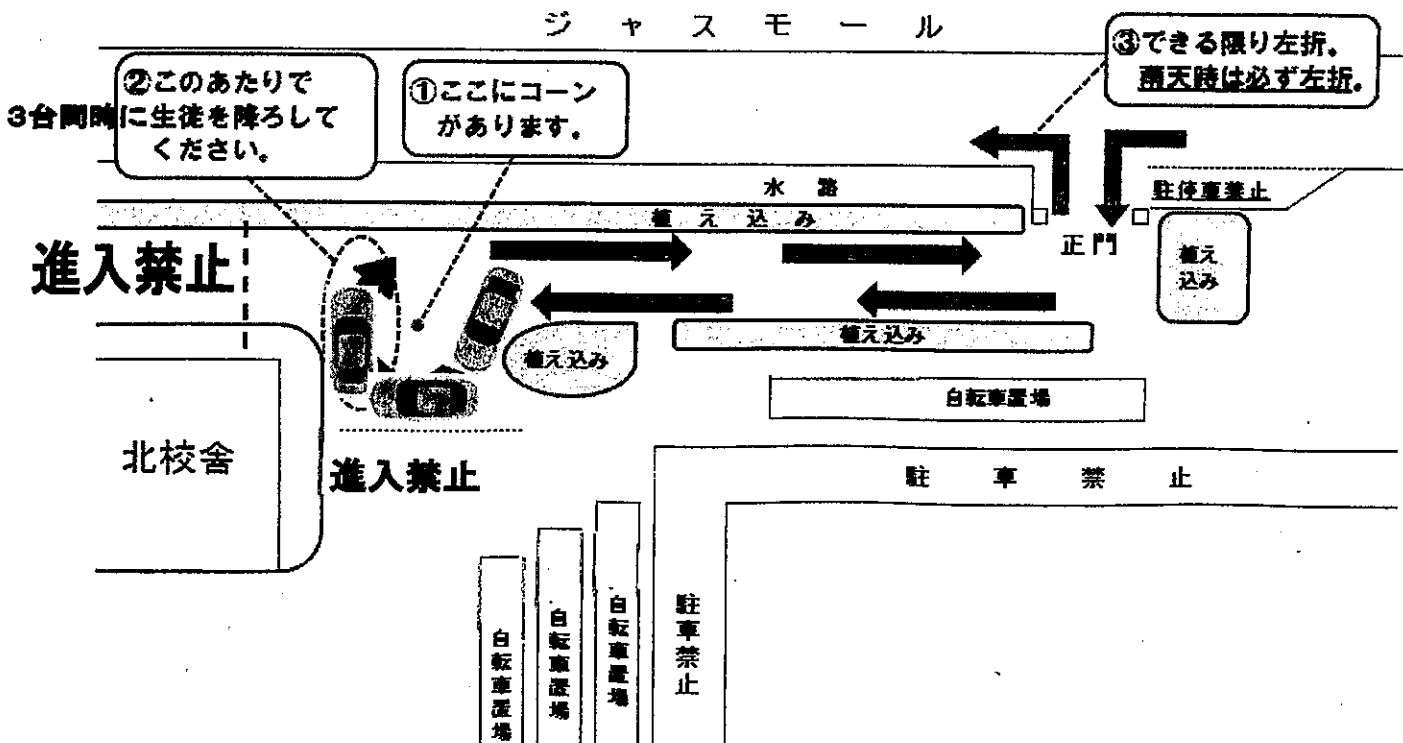 ジャスモール
③できる限り左折。
雨天時は必ず左折。
②このあたりで
3台同時に生徒を降ろして
ください。
①ここにコーン
があります。
水路
駐停車禁止
植え込み
正門
植え
込み
進入禁止
植え込み
植え込み
自転車置場
北校舎
進入禁止
駐車禁止
自転車置場
自転車置場
自転車置場
駐車禁止